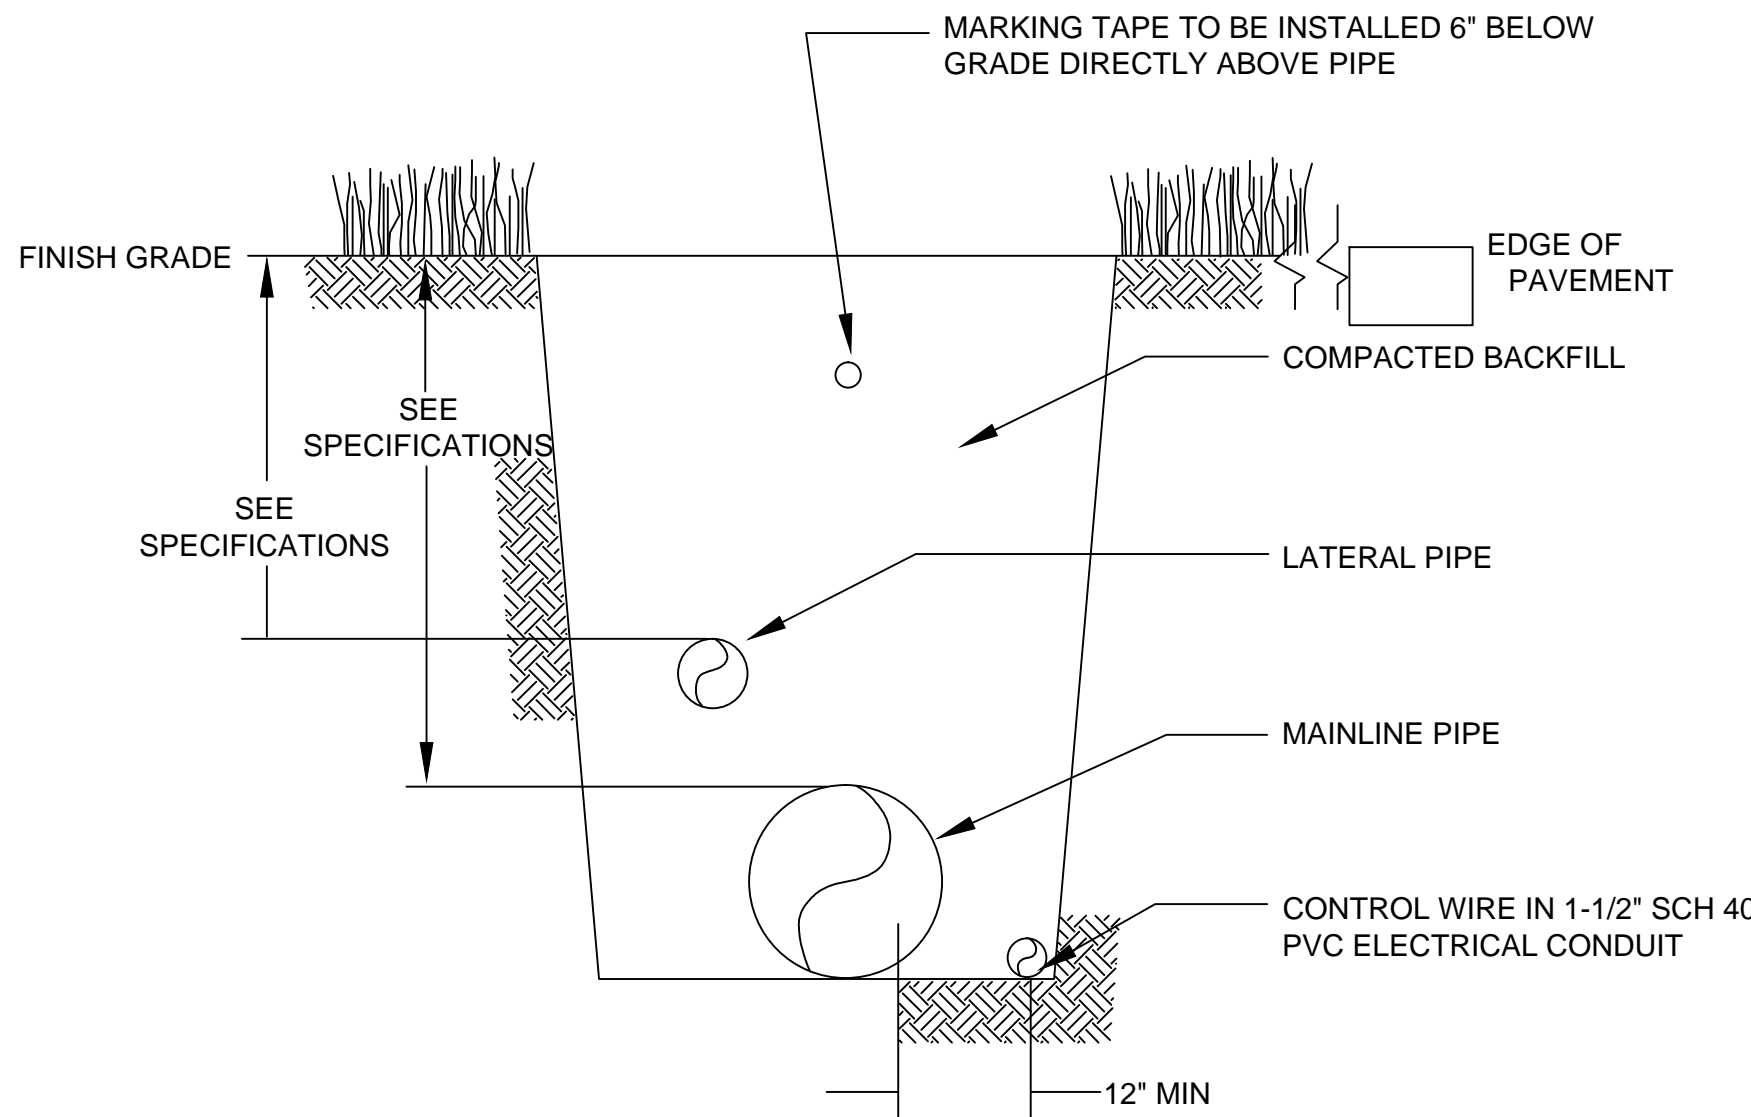 MARKING TAPE TO BE INSTALLED 6" BELOW
GRADE DIRECTLY ABOVE PIPE
FINISH GRADE
EDGE OF
PAVEMENT
COMPACTED BACKFILL
SEE
SPECIFICATIONS
SEE
SPECIFICATIONS
LATERAL PIPE
MAINLINE PIPE
CONTROL WIRE IN 1-1/2" SCH 40
PVC ELECTRICAL CONDUIT
12" MIN